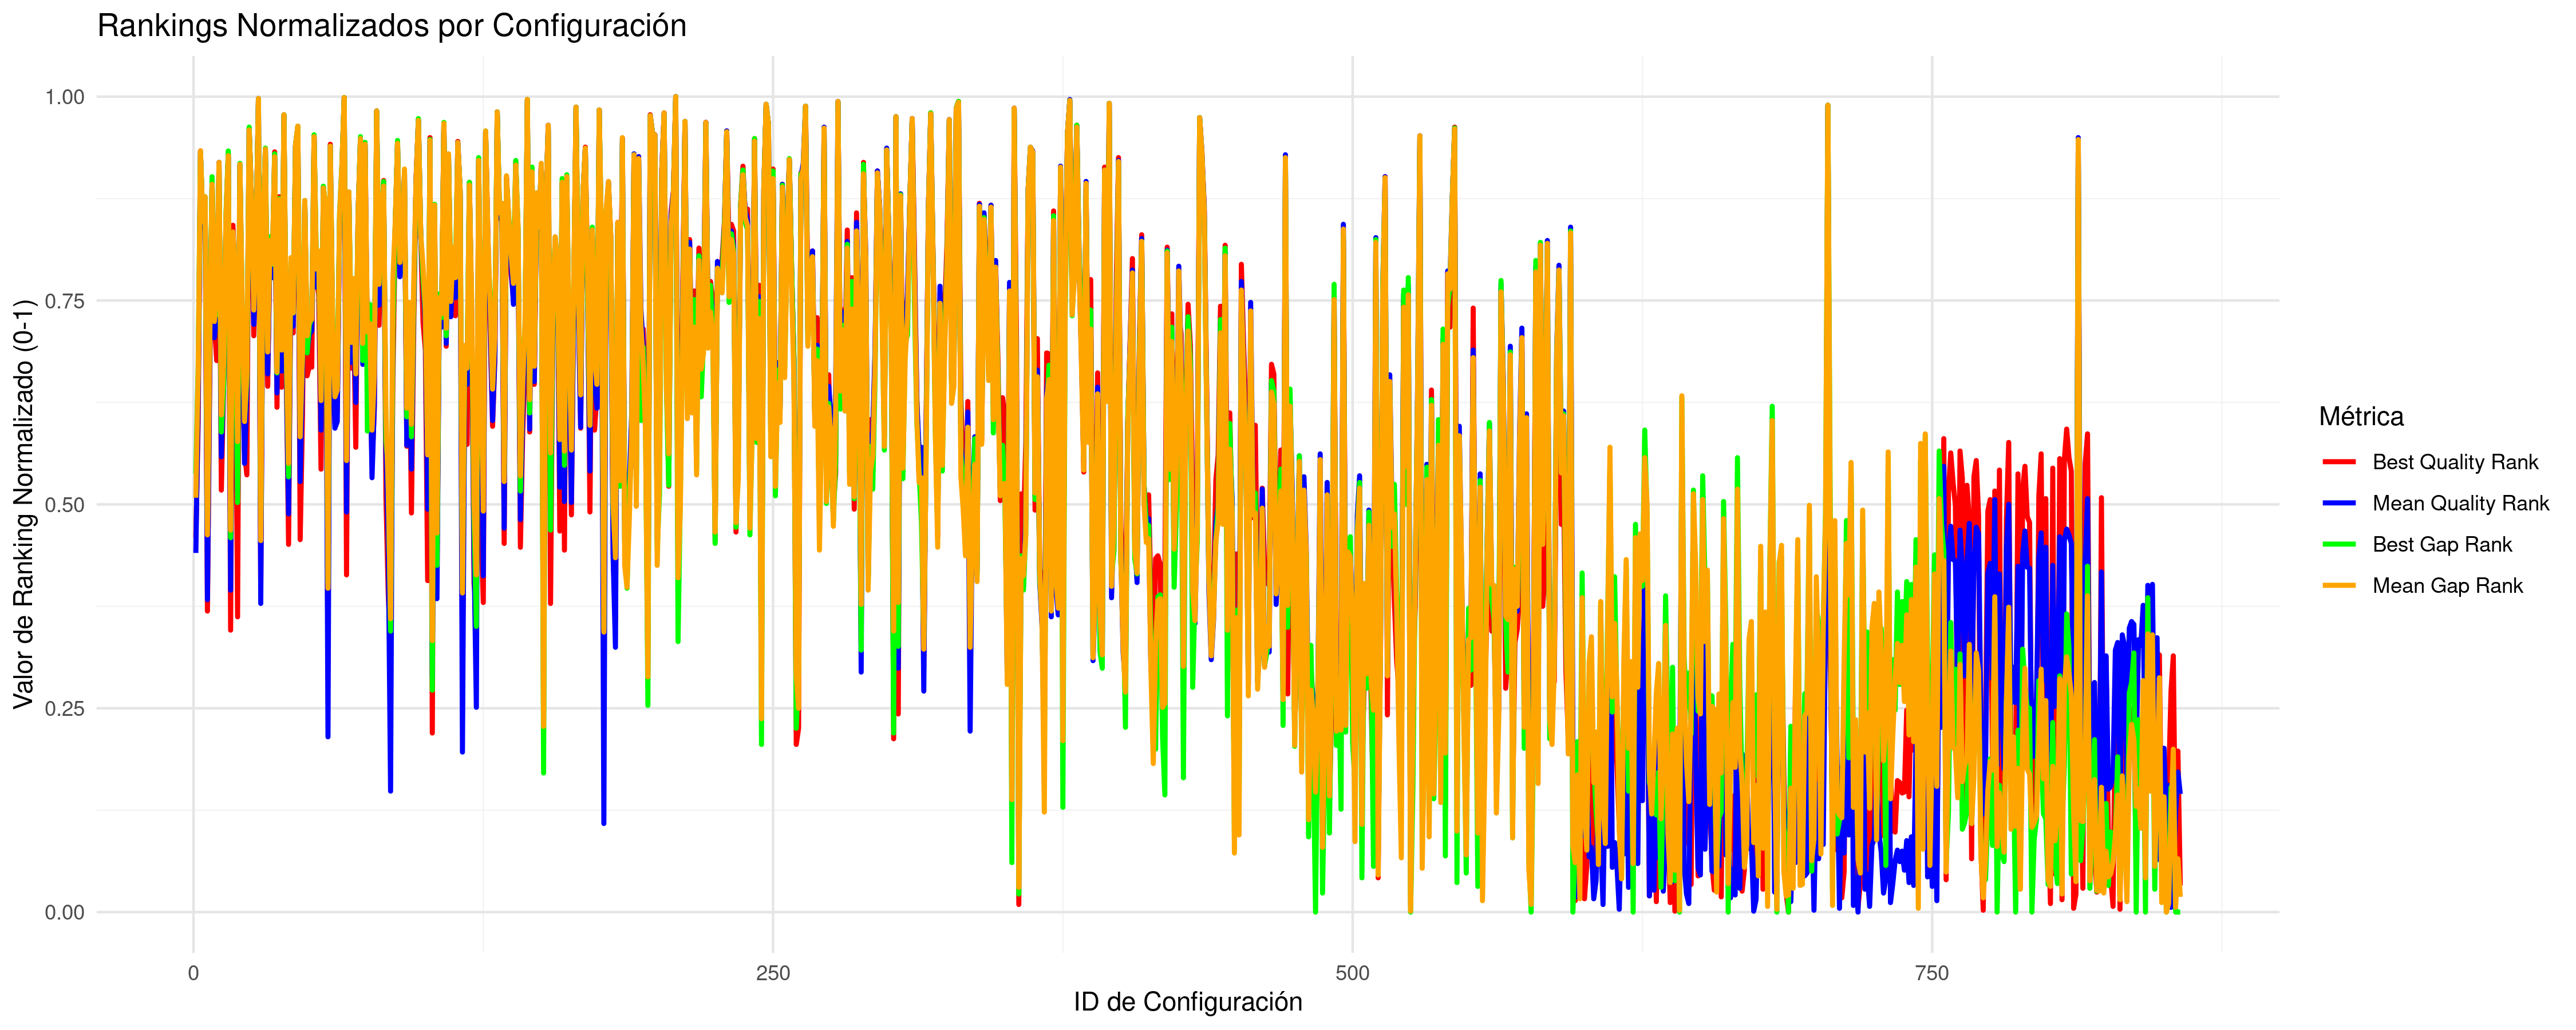 Rankings Normalizados por Configuración
Valor de Ranking Normalizado (0-1)
1.00
0.75
0.50
0.25
0.00
0
250
500
750
ID de Configuración
Métrica
Best Quality Rank
Mean Quality Rank
Best Gap Rank
Mean Gap Rank